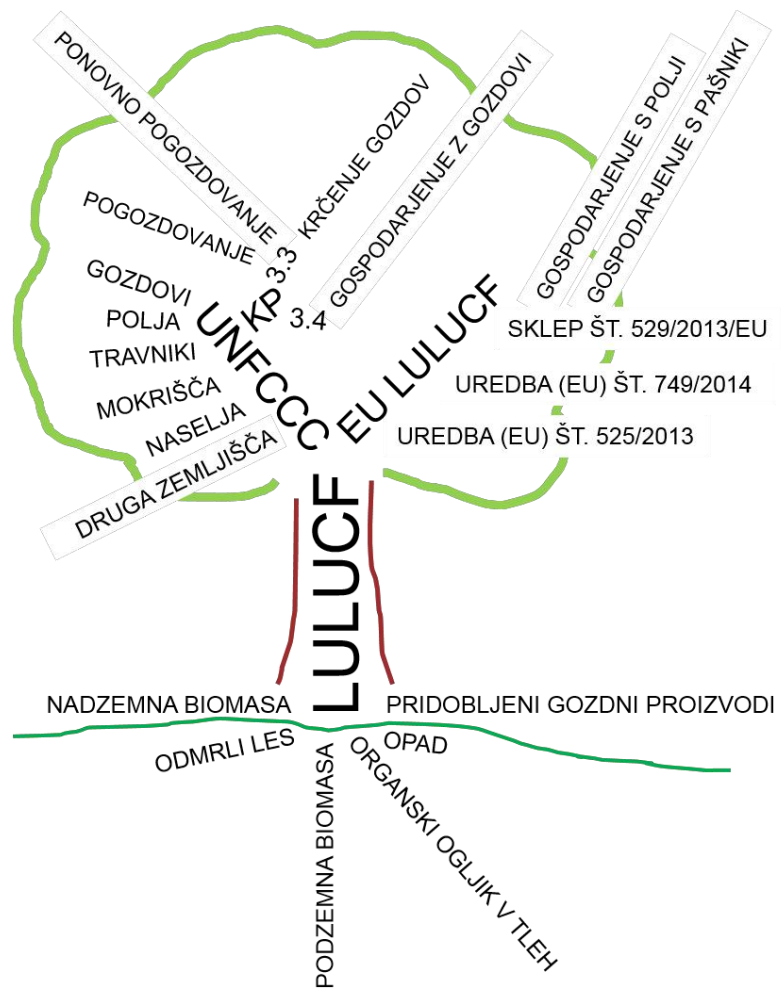 PONOVNO POGOZDOVANJE
POGOZDOVANJE
3.3
KRČENJE GOZDOV
KP
3.4
GOSPODARJENJE Z GOZDOVI
GOSPODARJENJE S POLJI
GOSPODARJENJE S PAŠNIKI
GOZDOVI
POLJA
TRAVNIKI
MOKRIŠČA
NASELJA
DRUGA ZEMLJIŠČA
UNFCCC
EU LULUCF
SKLEP ŠT. 529/2013/EU
UREDBA (EU) ŠT. 749/2014
UREDBA (EU) ŠT. 525/2013
LULUCF
NADZEMNA BIOMASA
PRIDOBLJENI GOZDNI PROIZVODI
ODMRLI LES
OPAD
PODZEMNA BIOMASA
ORGANSKI OGLJIK V TLEH